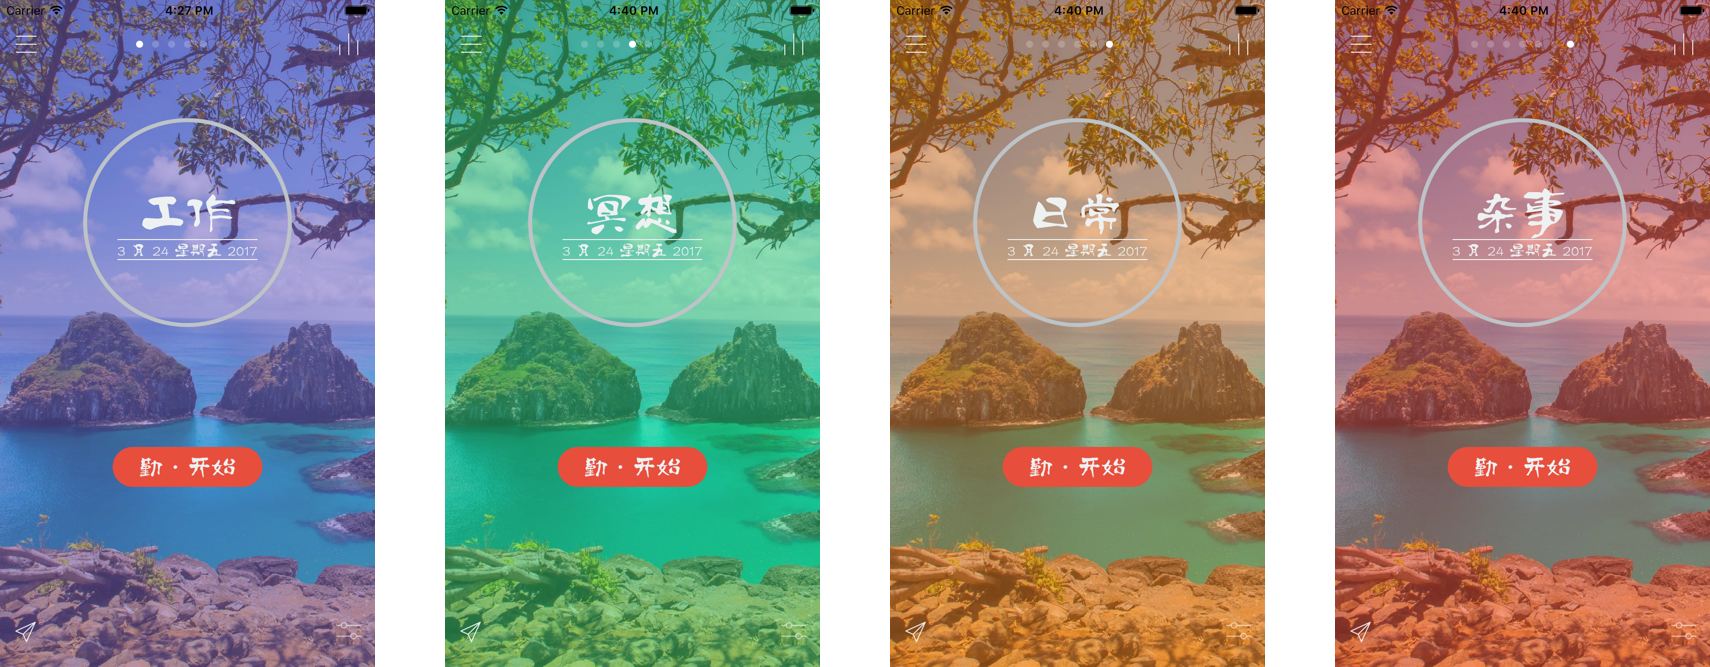 Carrier 4:27 PM
工作
3 月 24 星期五 2017
勤 · 开始
Carrier 4:40 PM
冥想
3 月 24 星期五 2017
勤 · 开始
Carrier 4:40 PM
日常
3 月 24 星期五 2017
勤 · 开始
Carrier 4:40 PM
杂事
3 月 24 星期五 2017
勤 · 开始